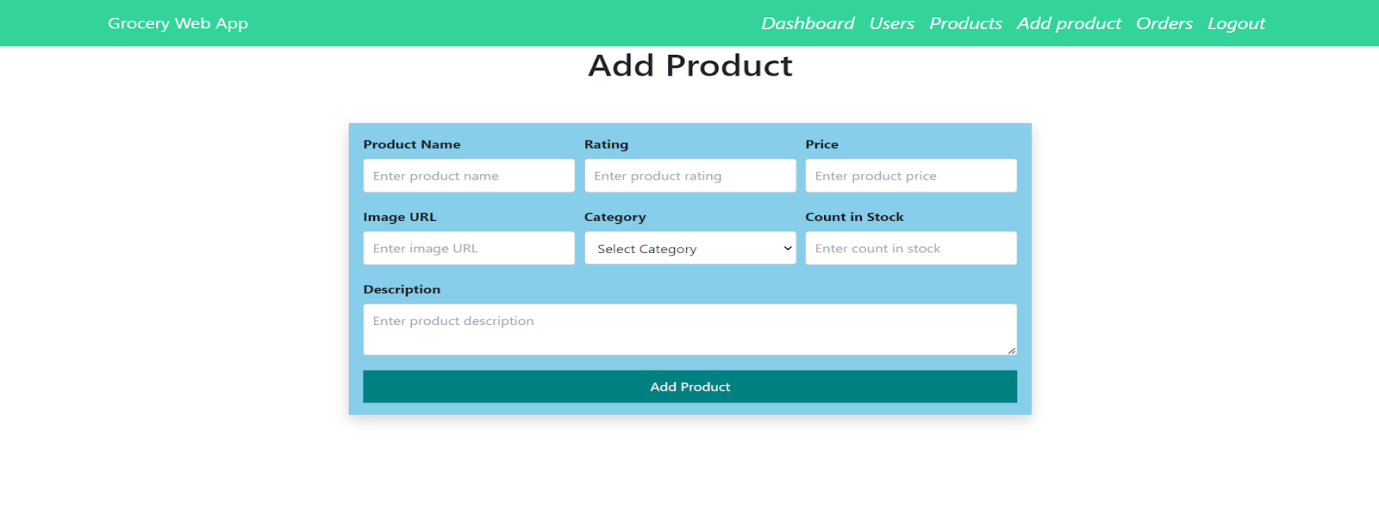 Grocery Web App Dashboard Users Products Add product Orders Logout
Add Product
Product Name Rating Price
Enter product name Enter product rating Enter product price
Image URL Category Count in Stock
Enter image URL Select Category Enter count in stock
Description
Enter product description
Add Product